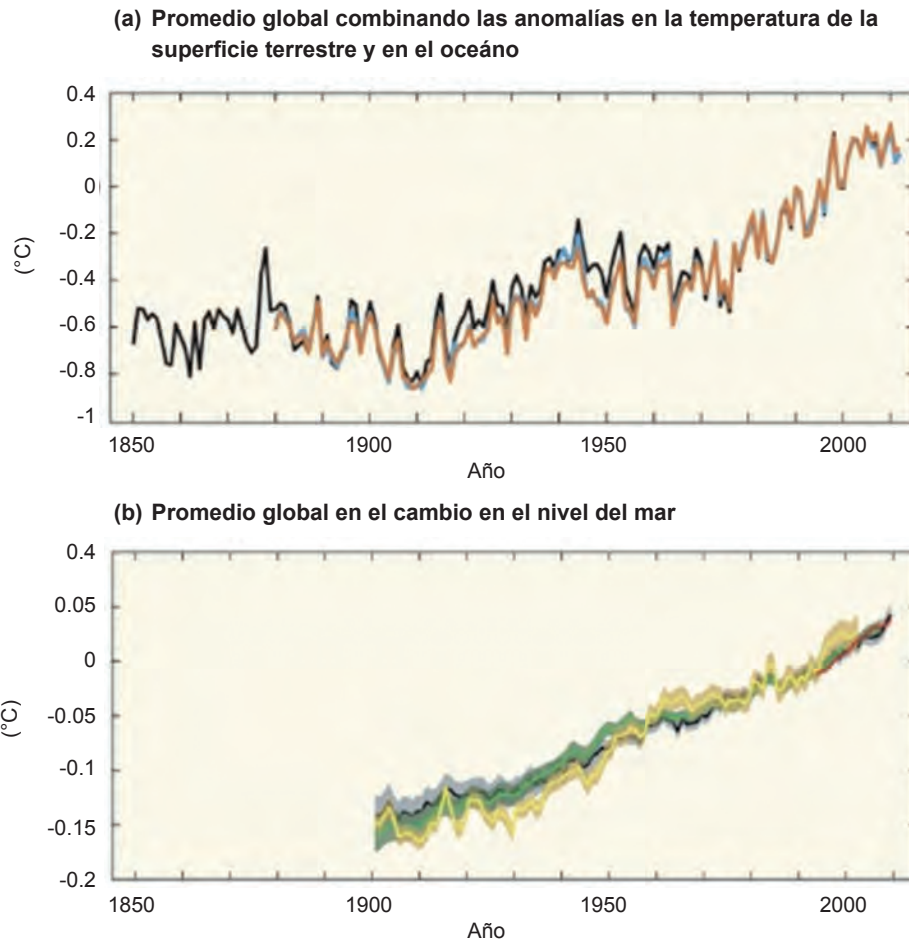 (a) Promedio global combinando las anomalías en la temperatura de la
superficie terrestre y en el oceáno
0.4
0.2
0
-0.2
(°C)
-0.4
-0.6
-0.8
-1
1850 1900 1950 2000
Año
(b) Promedio global en el cambio en el nivel del mar
0.4
0.05
0
-0.05
(°C)
-0.1
-0.15
-0.2
1850 1900 1950 2000
Año